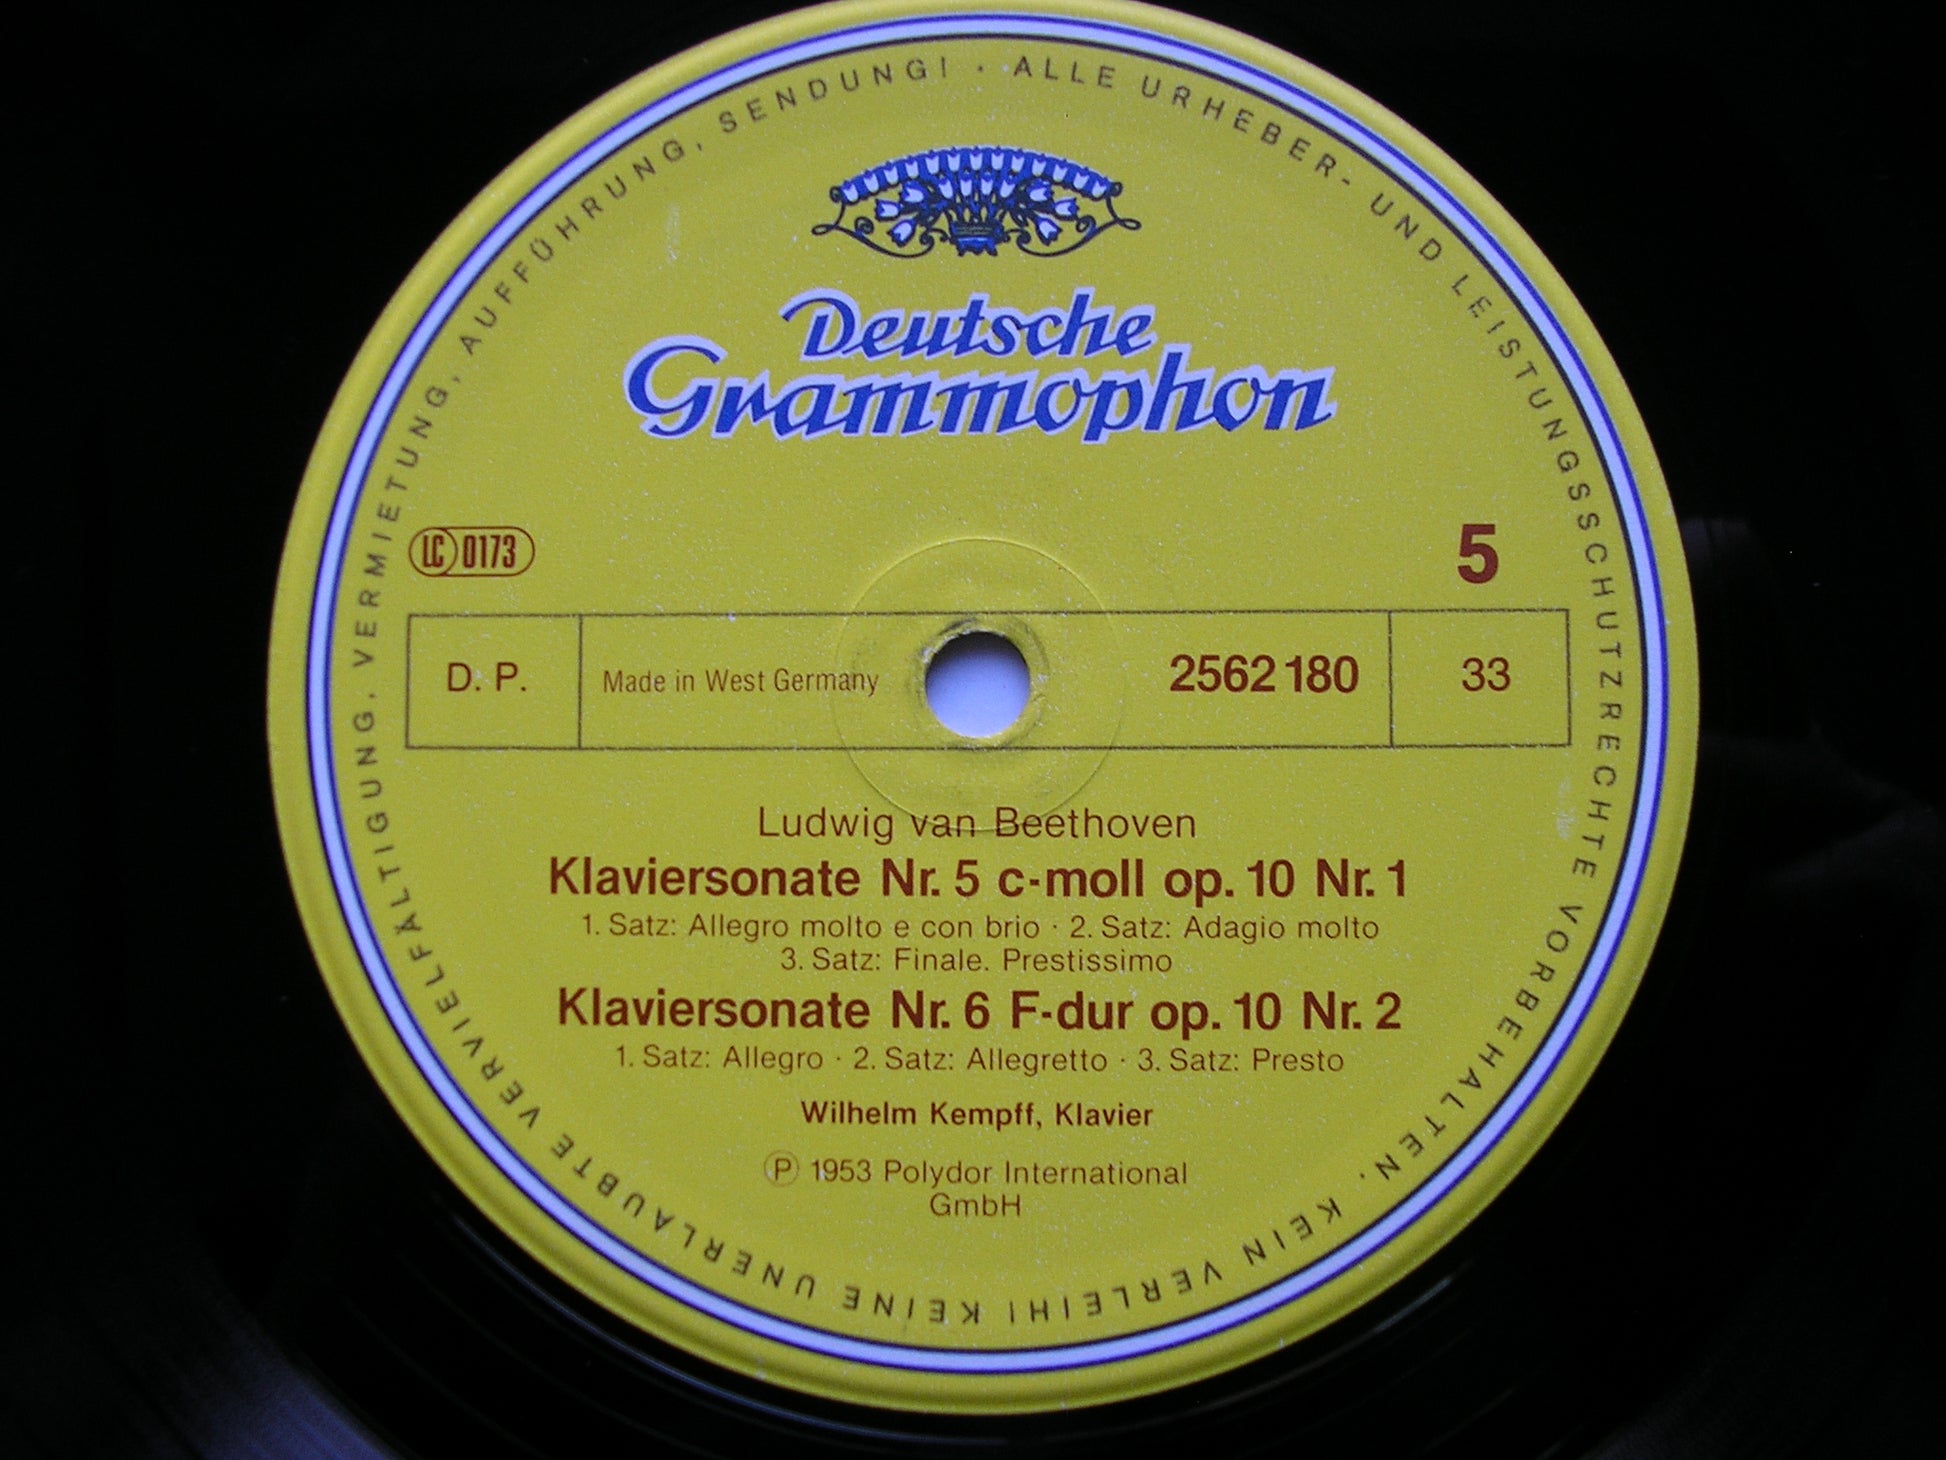 ALLE URHEBER- UND LEISTUNGSSCHUTZRECHTE VORBEHALTEN. KEIN VERLEIH! KEINE UNERLAUBTE VERVIELFÄLTIGUNG, VERMIETUNG, AUFFÜHRUNG, SENDUNG! ·
Deutsche
Grammophon
LC 0173
5
D. P.
Made in West Germany
2562 180
33
Ludwig van Beethoven
Klaviersonate Nr. 5 c-moll op. 10 Nr. 1
1. Satz: Allegro molto e con brio · 2. Satz: Adagio molto
3. Satz: Finale. Prestissimo
Klaviersonate Nr. 6 F-dur op. 10 Nr. 2
1. Satz: Allegro · 2. Satz: Allegretto · 3. Satz: Presto
Wilhelm Kempff, Klavier
Ⓟ 1953 Polydor International
GmbH